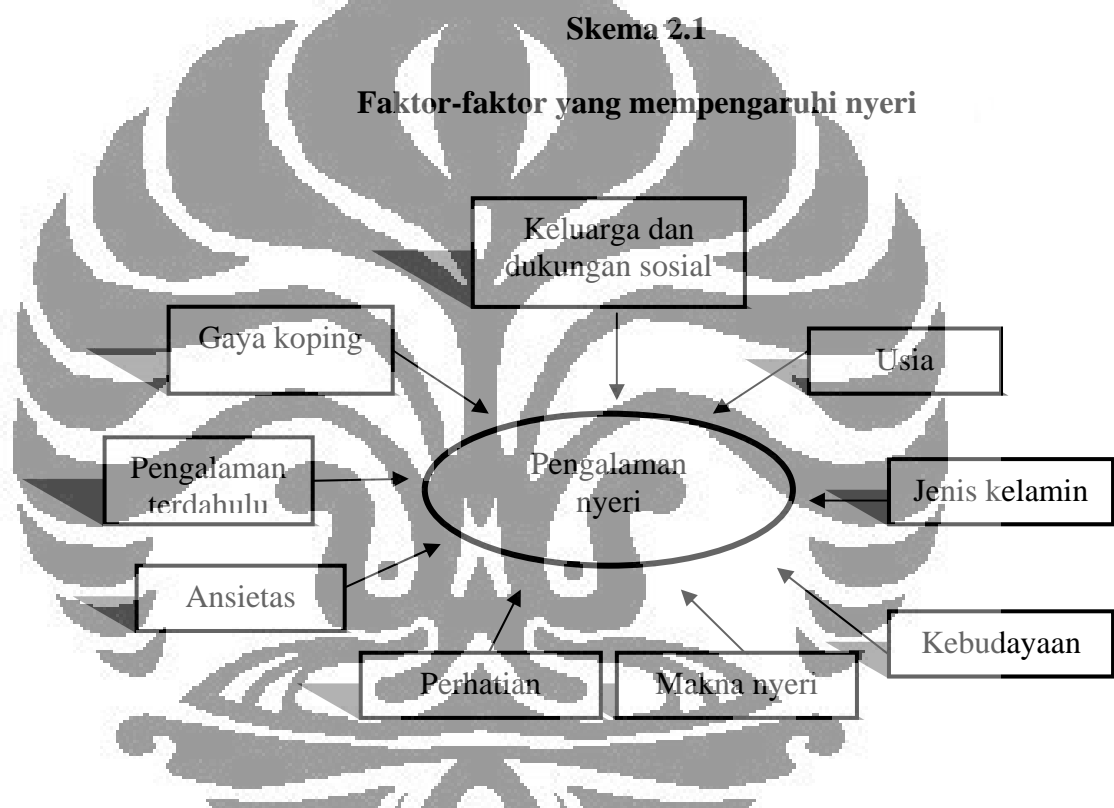 Skema 2.1
Faktor-faktor yang mempengaruhi nyeri
Keluarga dan
dukungan sosial
Gaya koping
Usia
Pengalaman
terdahulu
Pengalaman
nyeri
Jenis kelamin
Ansietas
Kebudayaan
Perhatian
Makna nyeri